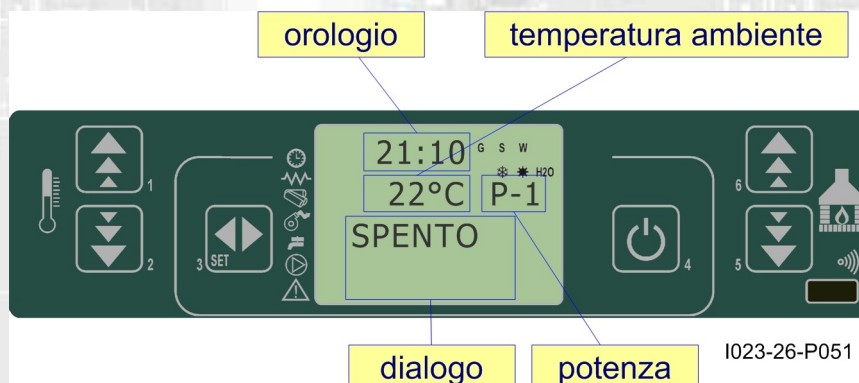 orologio
temperatura ambiente
21:10 G S W
H2O
22°C P-1
SPENTO
1
2
3 SET
4
5
6
dialogo
potenza
I023-26-P051